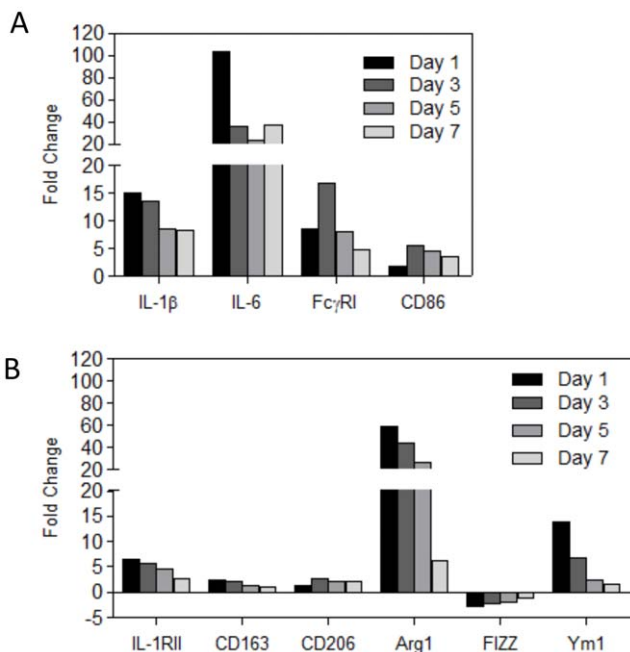 A
Fold Change
120
100
80
60
40
20
20
15
10
5
0
Day 1
Day 3
Day 5
Day 7
IL-1β IL-6 FcγRI CD86
B
Fold Change
120
100
80
60
40
20
20
15
10
5
0
-5
Day 1
Day 3
Day 5
Day 7
IL-1RII CD163 CD206 Arg1 FIZZ Ym1